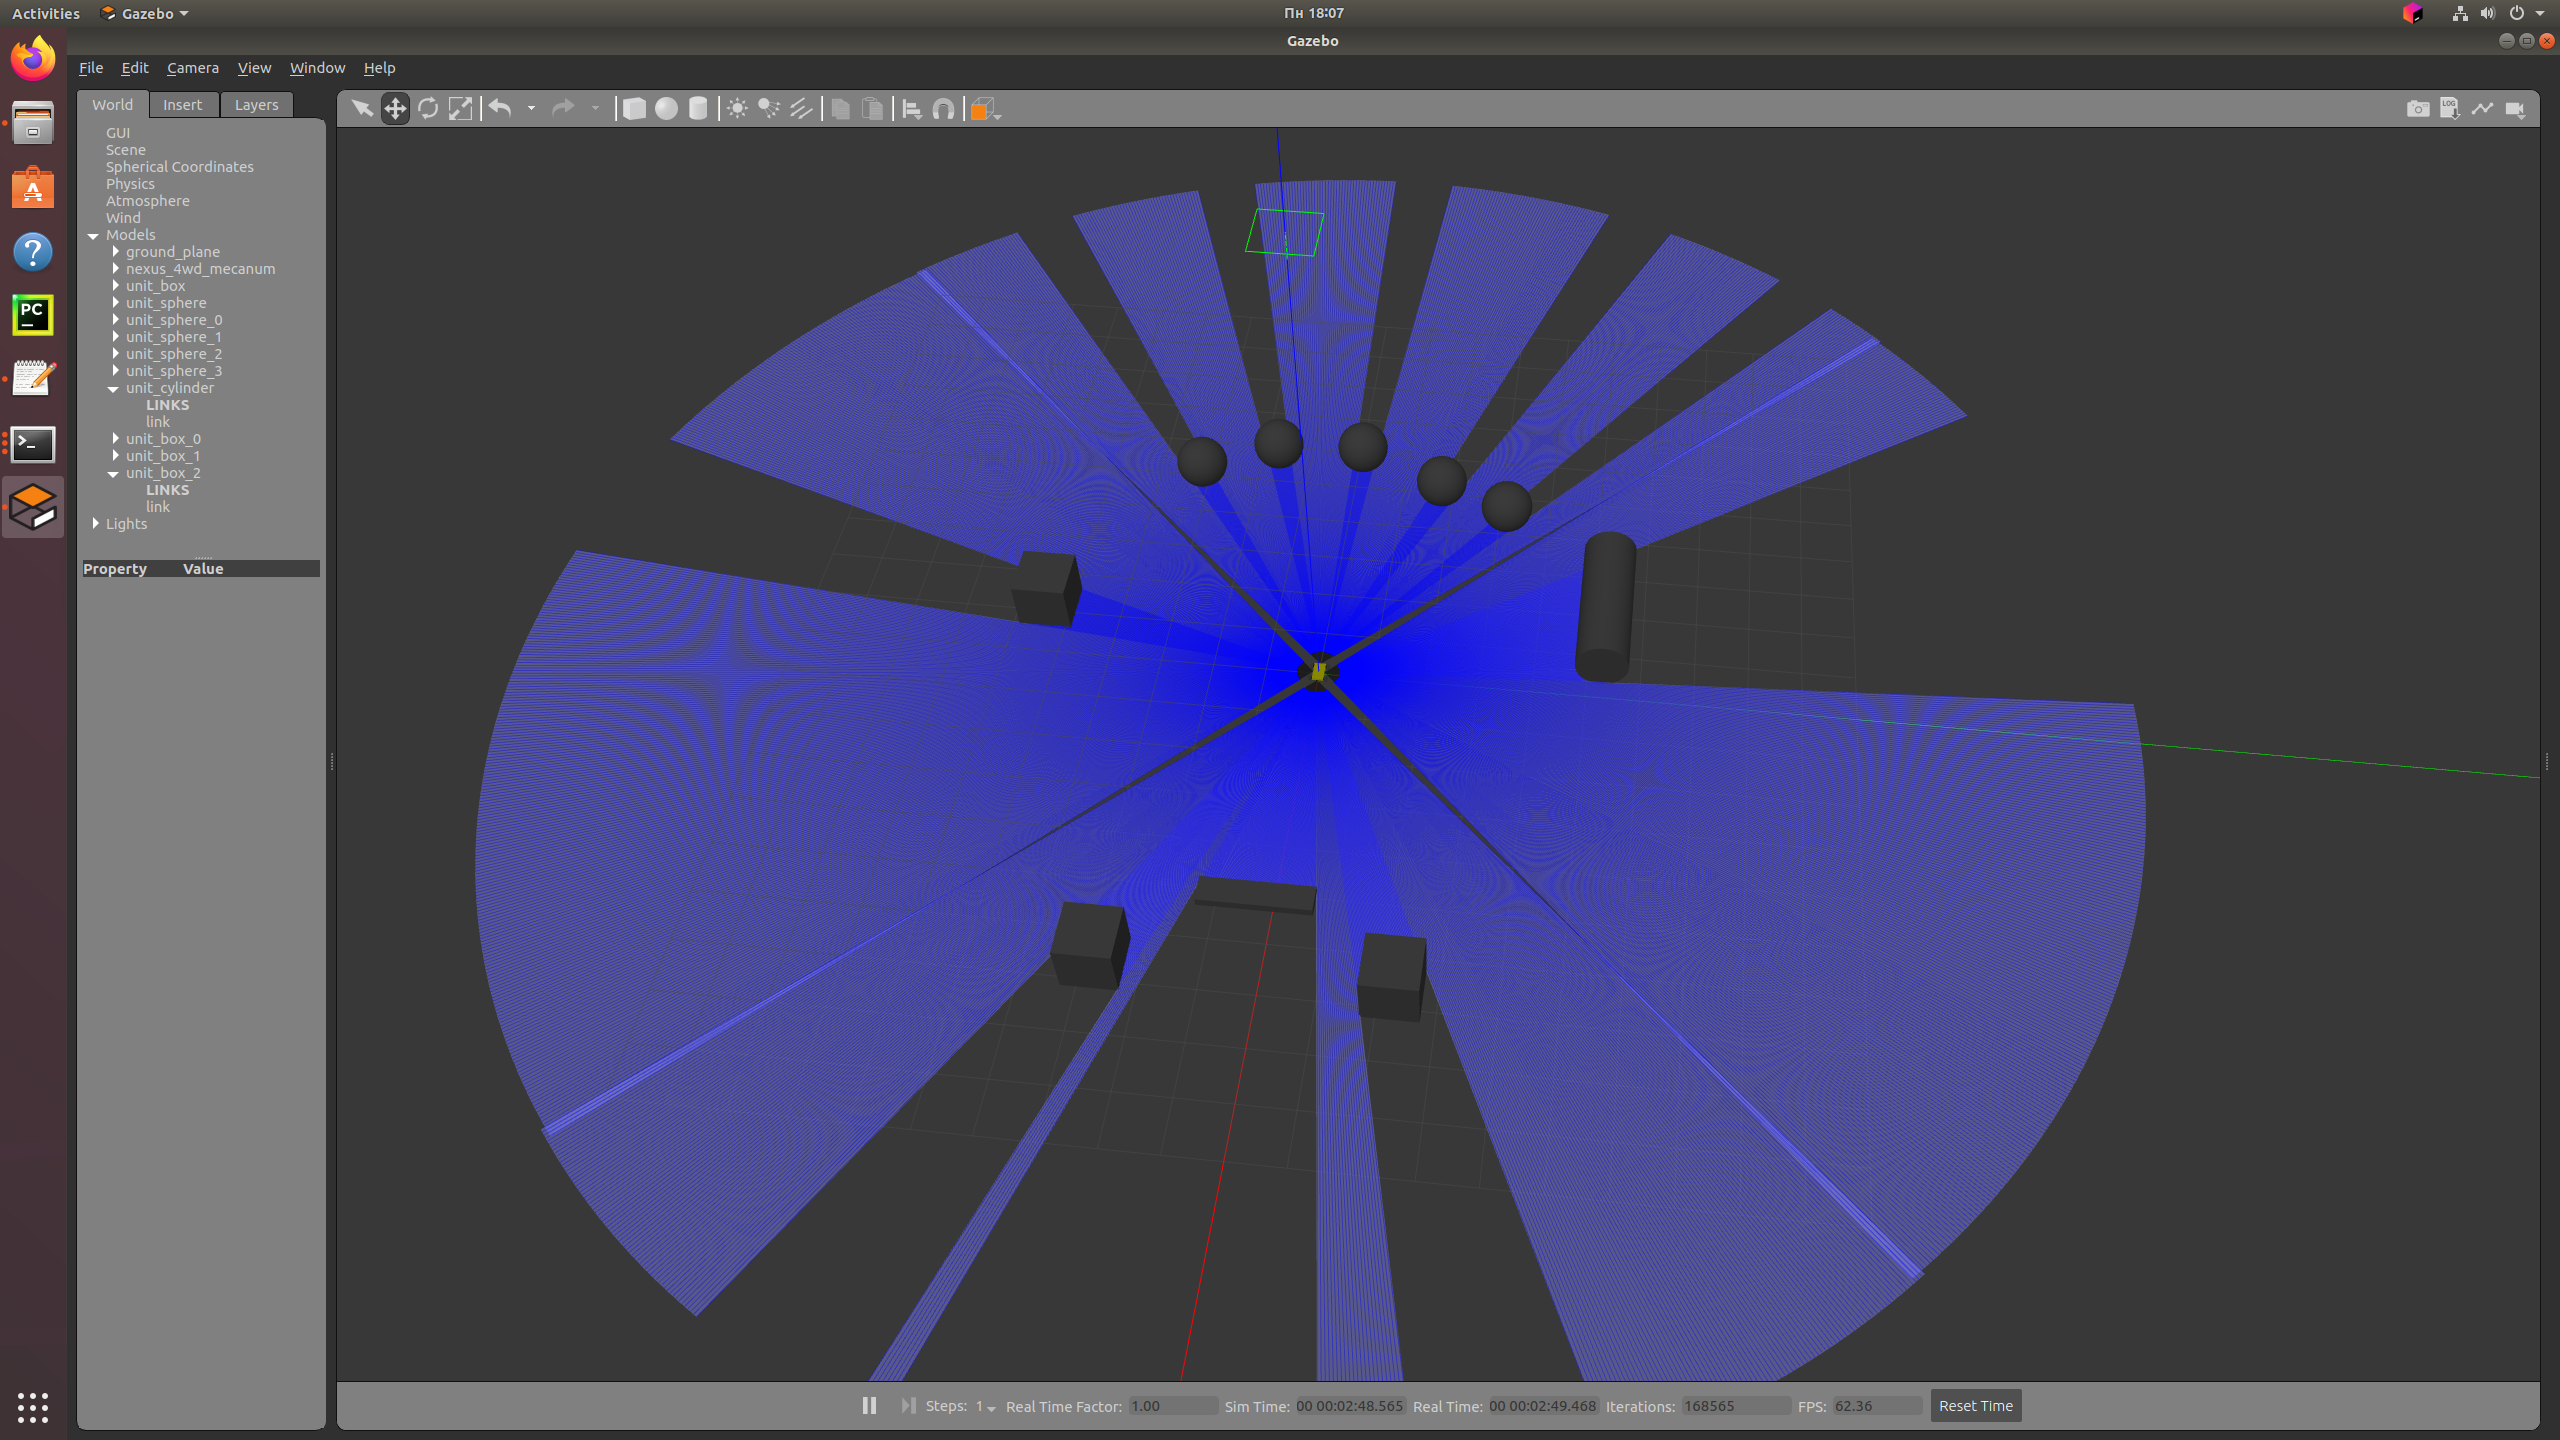 Activities Gazebo Пн 18:07
Gazebo
File Edit Camera View Window Help
World Insert Layers
GUI
Scene
Spherical Coordinates
Physics
Atmosphere
Wind
Models
ground_plane
nexus_4wd_mecanum
unit_box
unit_sphere
unit_sphere_0
unit_sphere_1
unit_sphere_2
unit_sphere_3
unit_cylinder
LINKS
link
unit_box_0
unit_box_1
unit_box_2
LINKS
link
Lights
Property Value
PC
LOG
Steps: 1 Real Time Factor: 1.00 Sim Time: 00 00:02:48.565 Real Time: 00 00:02:49.468 Iterations: 168565 FPS: 62.36 Reset Time